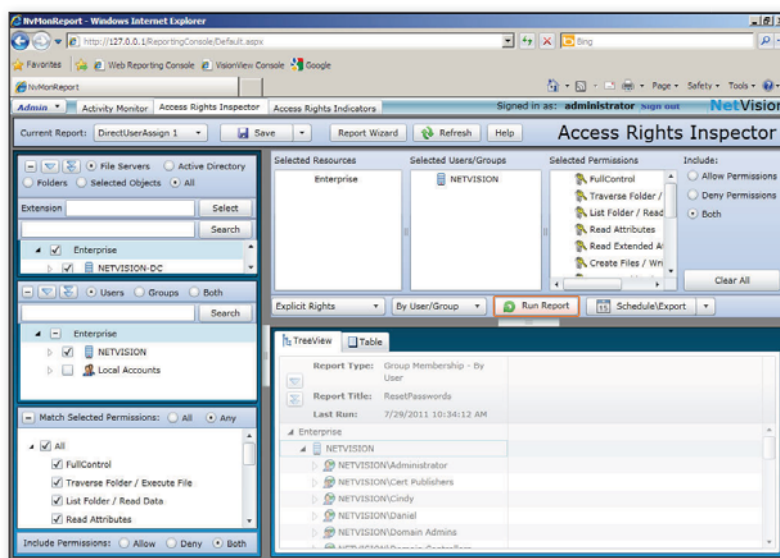 NvMonReport - Windows Internet Explorer
http://127.0.0.1/ReportingConsole/Default.aspx
Bing
Favorites Web Reporting Console VisionView Console Google
NvMonReport
Page Safety Tools
Admin Activity Monitor Access Rights Inspector Access Rights Indicators Signed in as: administrator sign out NetVision
Current Report: DirectUserAssign 1 Save Report Wizard Refresh Help Access Rights Inspector
File Servers Active Directory
Folders Selected Objects All
Extension Select
Search
Enterprise
NETVISION-DC
Users Groups Both
Search
Enterprise
NETVISION
Local Accounts
Match Selected Permissions: All Any
All
FullControl
Traverse Folder / Execute File
List Folder / Read Data
Read Attributes
Include Permissions: Allow Deny Both
Selected Resources
Enterprise
Selected Users/Groups
NETVISION
Selected Permissions
FullControl
Traverse Folder /
List Folder / Read
Read Attributes
Read Extended A
Create Files / Wri
Include:
Allow Permissions
Deny Permissions
Both
Clear All
Explicit Rights By User/Group Run Report 15 Schedule\Export
TreeView Table
Report Type: Group Membership - By
User
Report Title: ResetPasswords
Last Run: 7/29/2011 10:34:12 AM
Enterprise
NETVISION
NETVISION\Administrator
NETVISION\Cert Publishers
NETVISION\Cindy
NETVISION\Daniel
NETVISION\Domain Admins
NETVISION\Domain Controllers